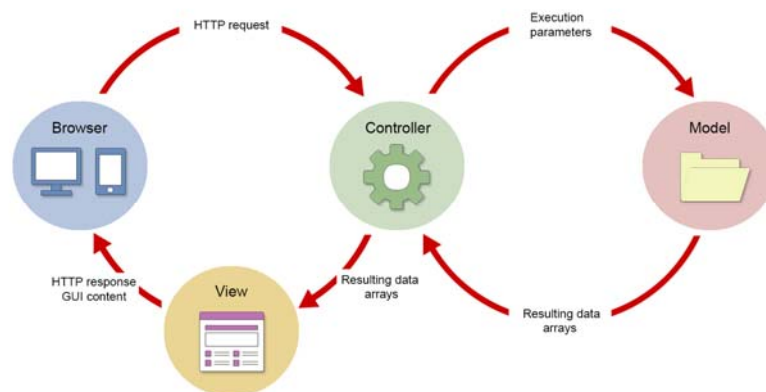 HTTP request
Execution
parameters
Browser
Controller
Model
HTTP response
GUI content
View
Resulting data
arrays
Resulting data
arrays